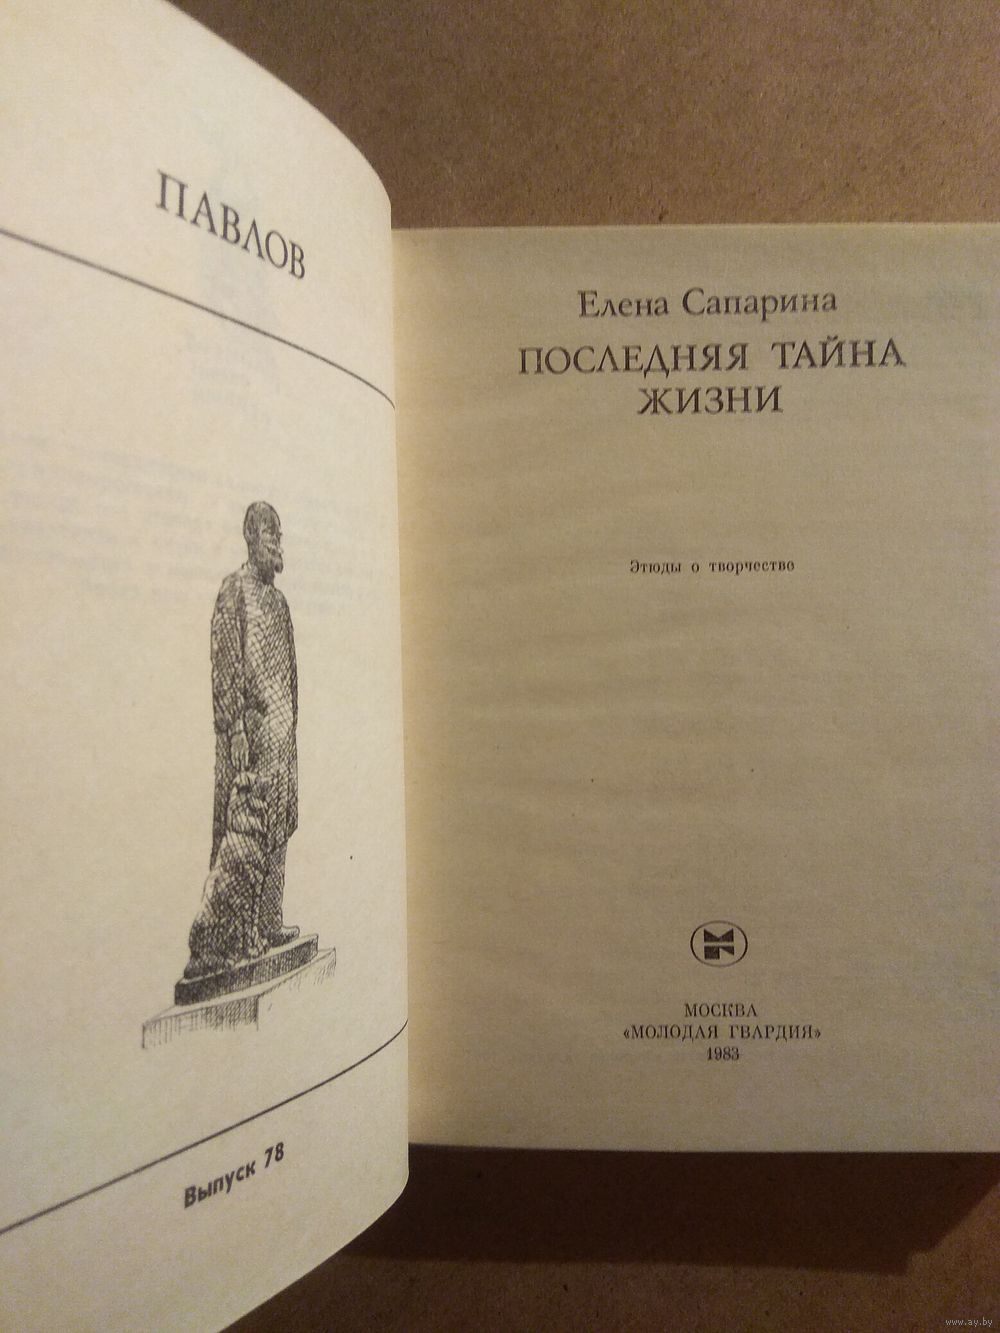 ПАВЛОВ
Выпуск 78
Елена Сапарина
ПОСЛЕДНЯЯ ТАЙНА
ЖИЗНИ
Этюды о творчестве
МОСКВА
«МОЛОДАЯ ГВАРДИЯ»
1983
www.ay.by